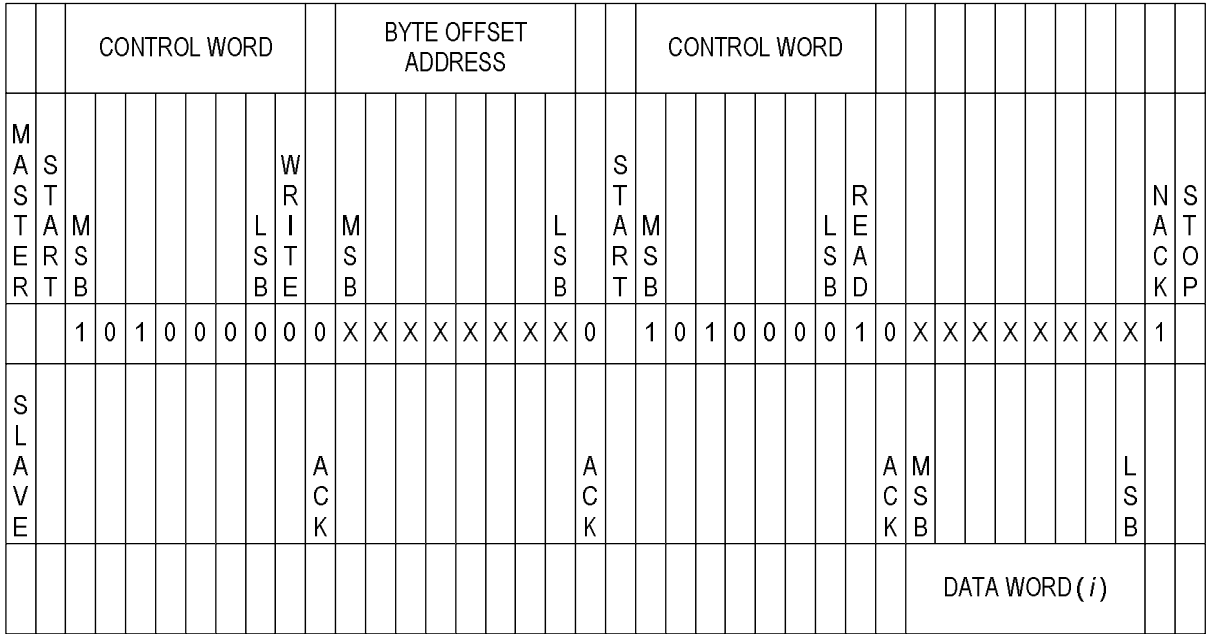 CONTROL WORD
BYTE OFFSET
ADDRESS
CONTROL WORD
MASTER
START
MSB
LSB
WRITE
MSB
LSB
START
MSB
LSB
READ
NACK
STOP
1 0 1 0 0 0 0 0 0 X X X X X X X X 0 1 0 1 0 0 0 0 1 0 X X X X X X X X 1
SLAVE
ACK
ACK
ACK
MSB
LSB
DATA WORD (i)